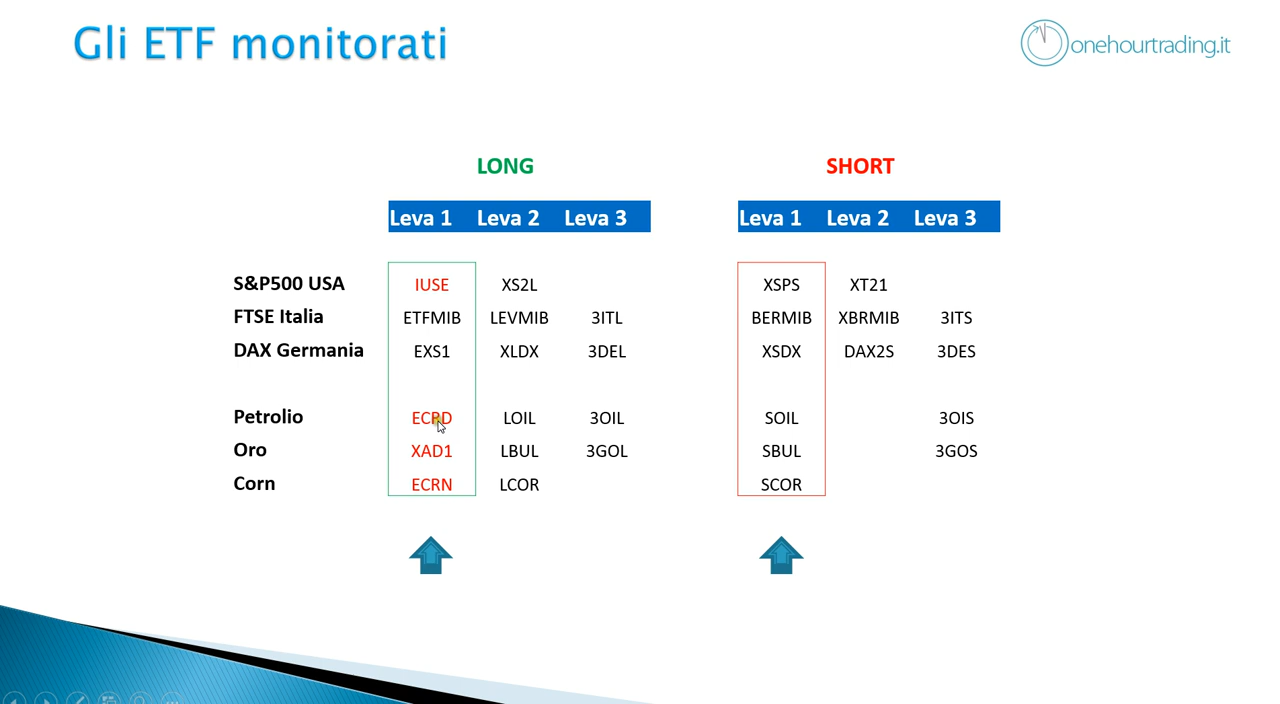 Gli ETF monitorati
onehourtrading.it
LONG SHORT
Leva 1 Leva 2 Leva 3 Leva 1 Leva 2 Leva 3
S&P500 USA IUSE XS2L XSPS XT21
FTSE Italia ETFMIB LEVMIB 3ITL BERMIB XBRMIB 3ITS
DAX Germania EXS1 XLDX 3DEL XSDX DAX2S 3DES
Petrolio LOIL 3OIL SOIL 3OIS
Oro XAD1 LBUL 3GOL SBUL 3GOS
Corn ECRN LCOR SCOR